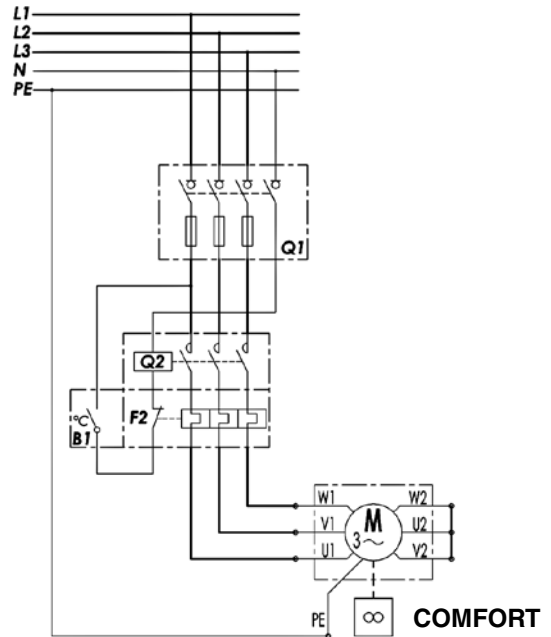 L1
L2
L3
N
PE
Q1
Q2
°C
B1
F2
W1 W2
V1 M U2
3~
U1 V2
PE
COMFORT